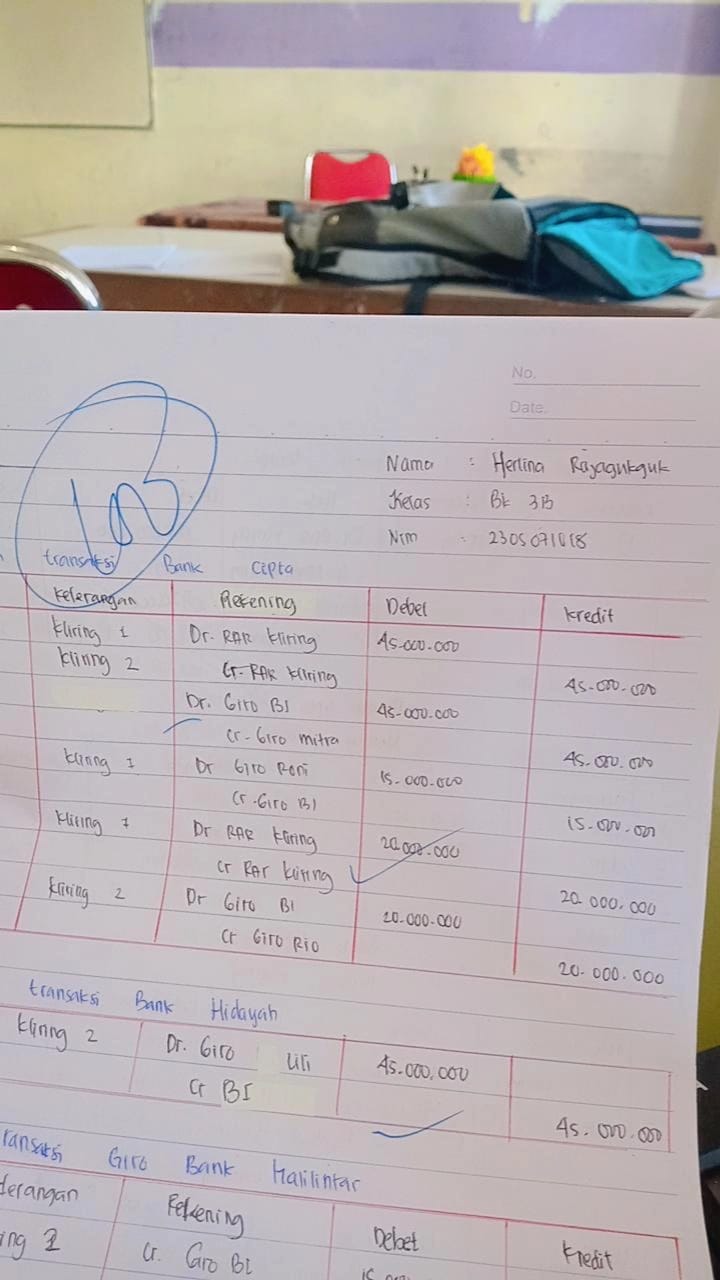 No.
Date.
100
Nama : Herlina Rajagukguk
Kelas : BK 3B
Nim : 2305071018
transaksi Bank Cipta
Keterangan Rekening Debet Kredit
Kliring 1 Dr. RAR Kliring 45.000.000
Kliring 2 Cr. RAR Kliring 45.000.000
Dr. Giro BI 45.000.000
Cr. Giro mitra 45.000.000
Kliring 1 Dr Giro Roni 15.000.000
Cr. Giro BI 15.000.000
Kliring 1 Dr RAR Kliring 20.000.000
Cr RAR Kliring 20.000.000
Kliring 2 Dr Giro BI 20.000.000
Cr Giro Rio 20.000.000
transaksi Bank Hidayah
Kliring 2 Dr. Giro Lili 45.000.000
Cr BI 45.000.000
ransaksi Giro Bank Halilintar
terangan Rekening Debet Kredit
ing 1 Cr. Giro BI